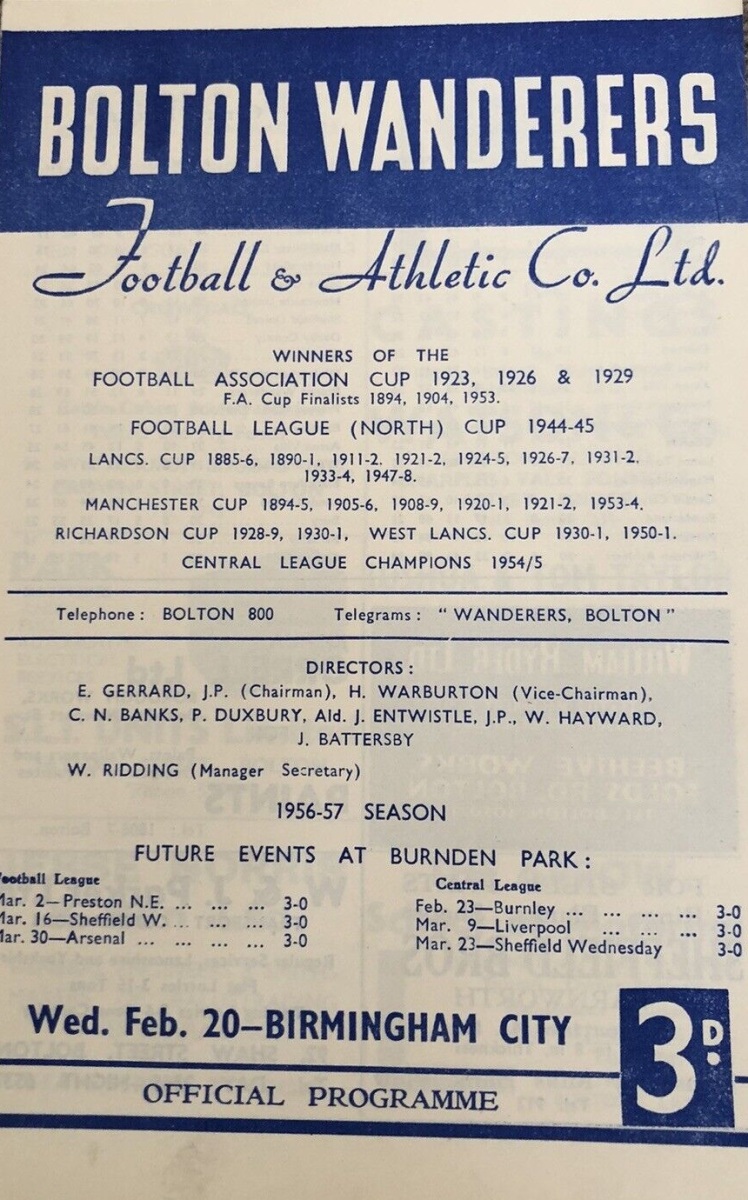 BOLTON WANDERERS
Football & Athletic Co. Ltd.
WINNERS OF THE
FOOTBALL ASSOCIATION CUP 1923, 1926 & 1929
F.A. Cup Finalists 1894, 1904, 1953.
FOOTBALL LEAGUE (NORTH) CUP 1944-45
LANCS. CUP 1885-6, 1890-1, 1911-2, 1921-2, 1924-5, 1926-7, 1931-2,
1933-4, 1947-8.
MANCHESTER CUP 1894-5, 1905-6, 1908-9, 1920-1, 1921-2, 1953-4.
RICHARDSON CUP 1928-9, 1930-1, WEST LANCS. CUP 1930-1, 1950-1.
CENTRAL LEAGUE CHAMPIONS 1954/5
Telephone: BOLTON 800 Telegrams: "WANDERERS, BOLTON"
DIRECTORS:
E. GERRARD, J.P. (Chairman), H. WARBURTON (Vice-Chairman),
C. N. BANKS, P. DUXBURY, Ald. J. ENTWISTLE, J.P., W. HAYWARD,
J. BATTERSBY
W. RIDDING (Manager Secretary)
1956-57 SEASON
FUTURE EVENTS AT BURNDEN PARK:
ootball League
Mar. 2—Preston N.E. ... ... ... 3-0
Mar. 16—Sheffield W. ... ... ... 3-0
Mar. 30—Arsenal ... ... ... ... 3-0
Central League
Feb. 23—Burnley ... ... ... ... 3-0
Mar. 9—Liverpool ... ... ... 3-0
Mar. 23—Sheffield Wednesday 3-0
Wed. Feb. 20—BIRMINGHAM CITY
3D.
OFFICIAL PROGRAMME